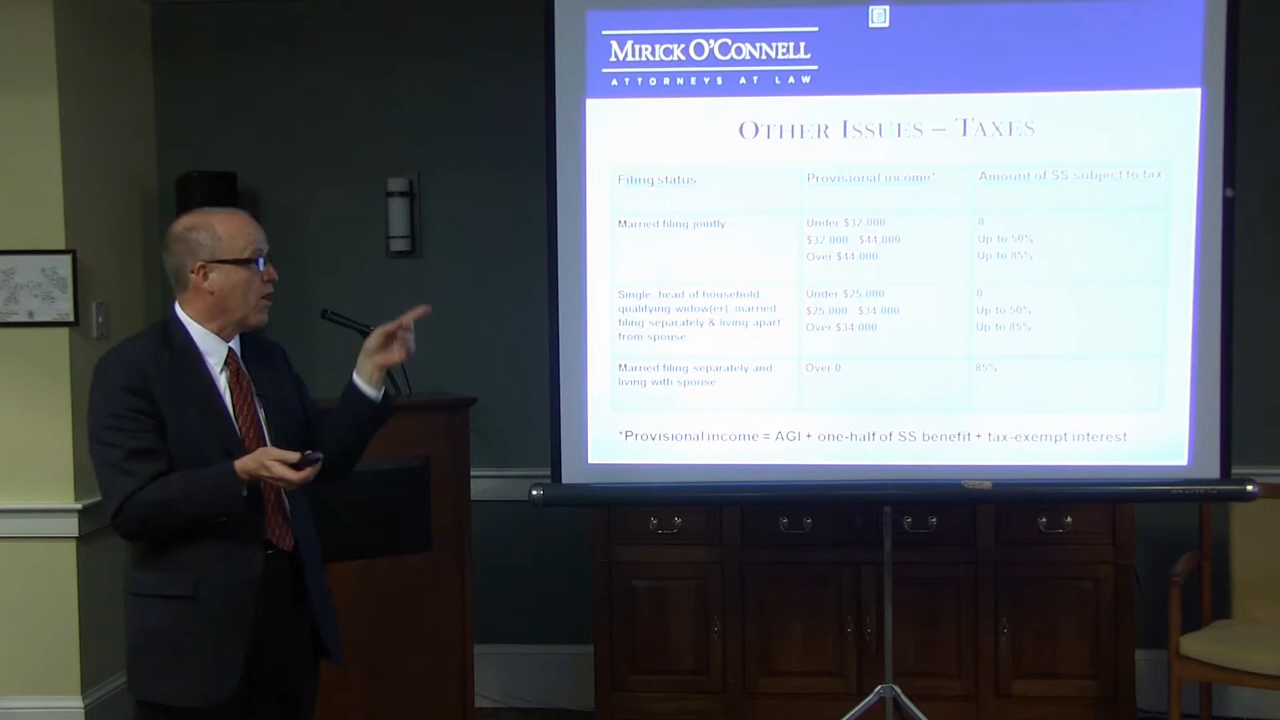 MIRICK O'CONNELL
ATTORNEYS AT LAW
OTHER ISSUES – TAXES
Filing status Provisional income* Amount of SS subject to tax
Married filing jointly Under $32,000 0
$32,000 - $44,000 Up to 50%
Over $44,000 Up to 85%
Single, head of household, Under $25,000 0
qualifying widow(er), married $25,000 - $34,000 Up to 50%
filing separately & living apart Over $34,000 Up to 85%
from spouse
Married filing separately and Over 0 85%
living with spouse
*Provisional income = AGI + one-half of SS benefit + tax-exempt interest